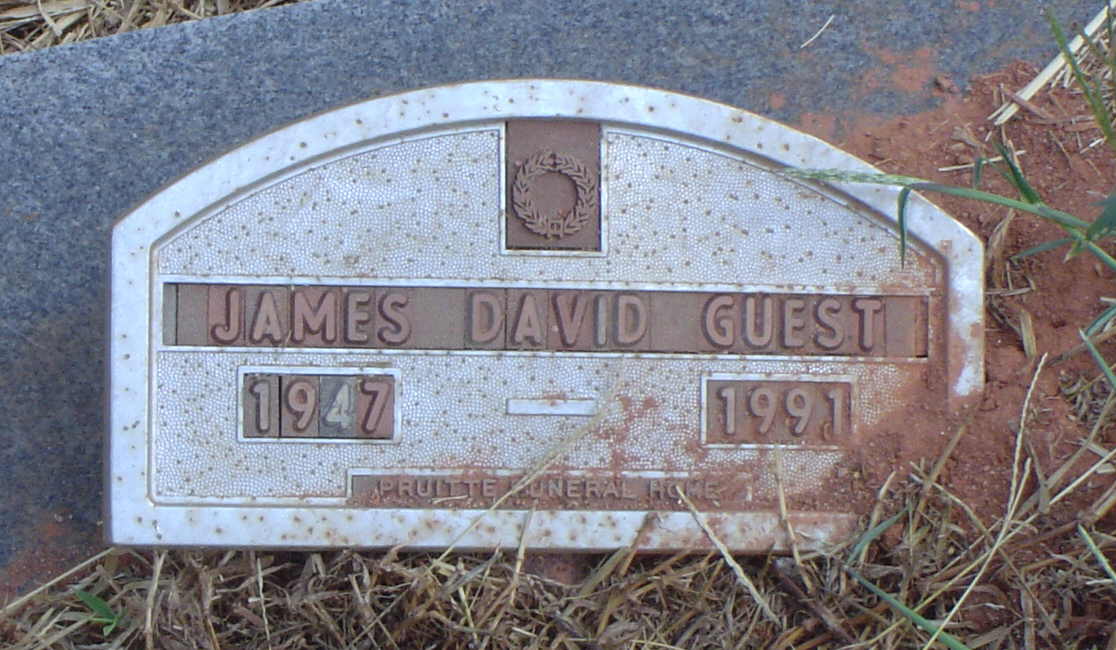 JAMES DAVID GUEST
1947 — 1991
PRUITTE FUNERAL HOME